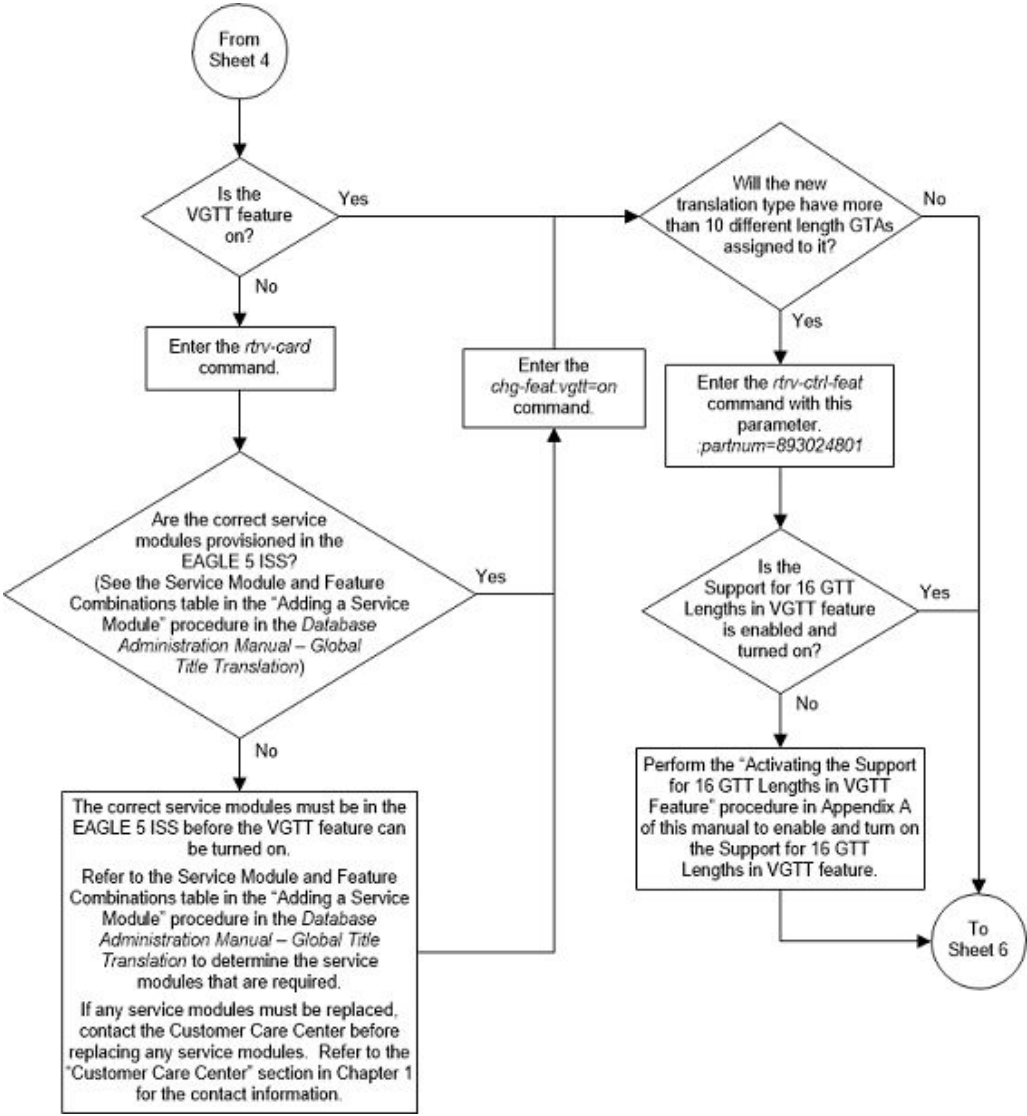 From
Sheet 4
Is the
VGTT feature
on?
Yes
No
Enter the rtrv-card
command.
Are the correct service
modules provisioned in the
EAGLE 5 ISS?
(See the Service Module and Feature
Combinations table in the “Adding a Service
Module” procedure in the Database
Administration Manual – Global
Title Translation)
Yes
No
The correct service modules must be in the
EAGLE 5 ISS before the VGTT feature can
be turned on.
Refer to the Service Module and Feature
Combinations table in the “Adding a Service
Module” procedure in the Database
Administration Manual – Global Title
Translation to determine the service
modules that are required.
If any service modules must be replaced,
contact the Customer Care Center before
replacing any service modules. Refer to the
“Customer Care Center” section in Chapter 1
for the contact information.
Enter the
chg-feat:vgtt=on
command.
Will the new
translation type have more
than 10 different length GTAs
assigned to it?
No
Yes
Enter the rtrv-ctrl-feat
command with this
parameter.
:partnum=893024801
Is the
Support for 16 GTT
Lengths in VGTT feature
is enabled and
turned on?
Yes
No
Perform the “Activating the Support
for 16 GTT Lengths in VGTT
Feature” procedure in Appendix A
of this manual to enable and turn on
the Support for 16 GTT
Lengths in VGTT feature.
To
Sheet 6